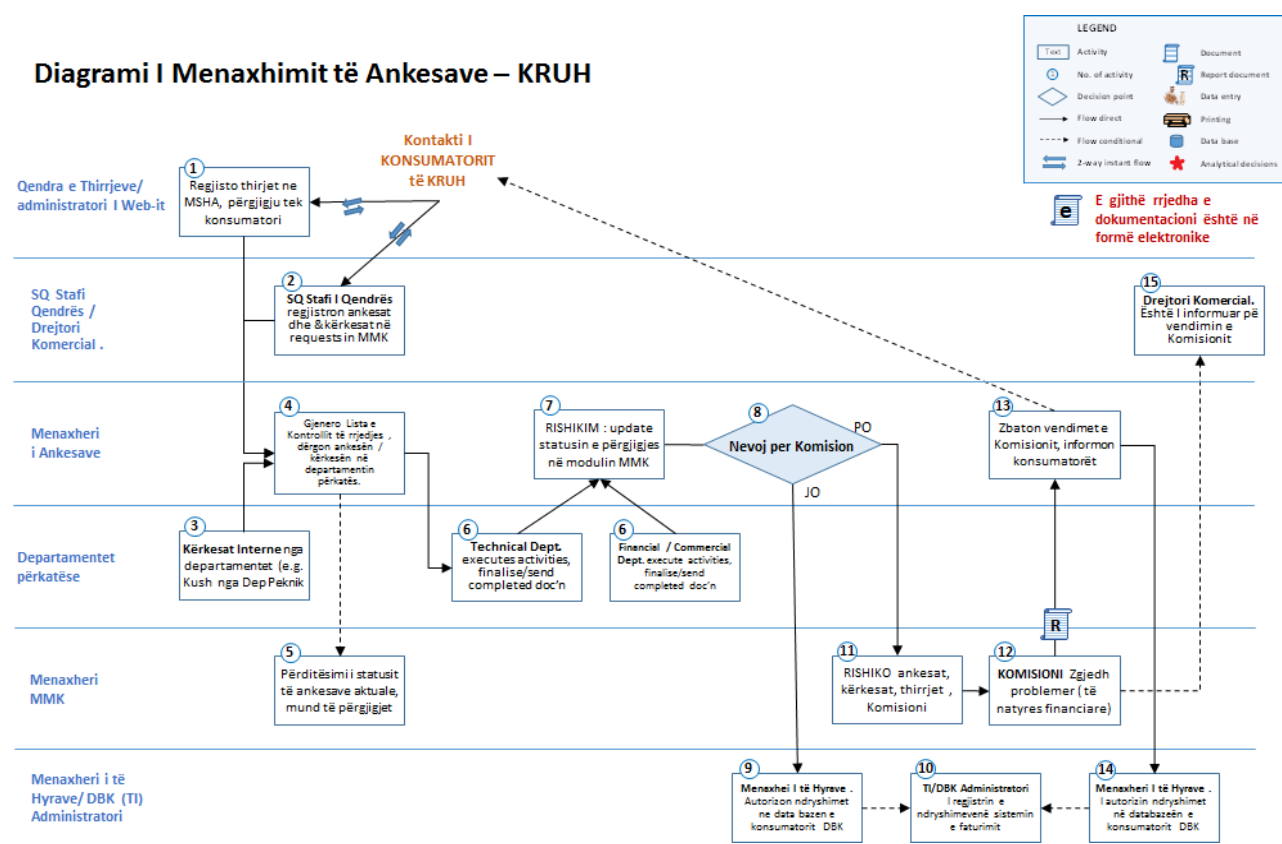 Diagrami I Menaxhimit të Ankesave – KRUH
LEGEND
Text
Activity
Document
1
No. of activity
R
Report document
Decision point
Data entry
Flow direct
Printing
Flow conditional
Data base
2-way instant flow
Analytical decisions
e
E gjithë rrjedha e
dokumentacioni është në
formë elektronike
Kontakti I
KONSUMATORIT
të KRUH
Qendra e Thirrjeve/
administratori I Web-it
1
Regjisto thirjet ne
MSHA, përgjigju tek
konsumatori
SQ Stafi
Qendrës /
Drejtori
Komercial .
2
SQ Stafi I Qendrës
regjistron ankesat
dhe & kërkesat në
requests in MMK
15
Drejtori Komercial.
Është I informuar pë
vendimin e
Komisionit
Menaxheri
i Ankesave
4
Gjenero Lista e
Kontrollit të rrjedjes ,
dërgon ankesën /
kërkesën në
departamentin
përkatës.
7
RISHIKIM : update
statusin e përgjigjes
në modulin MMK
8
Nevoj per Komision
PO
JO
13
Zbaton vendimet e
Komisionit, informon
konsumatorët
Departamentet
përkatëse
3
Kërkesat Interne nga
departamentet (e.g.
Kush nga Dep Peknik
6
Technical Dept.
executes activities,
finalise/send
completed doc’n
6
Financial / Commercial
Dept. execute activities,
finalise/send
completed doc’n
R
Menaxheri
MMK
5
Përditësimi i statusit
të ankesave aktuale,
mund të përgjigjet
11
RISHIKO ankesat,
kërkesat, thirrjet ,
Komisioni
12
KOMISIONI Zgjedh
problemer ( të
natyres financiare)
Menaxheri i të
Hyrave/ DBK (TI)
Administratori
9
Menaxhei I të Hyrave .
Autorizon ndryshimet
ne data bazen e
konsumatorit DBK
10
TI/DBK Administratori
I regjistrin e
ndryshimevenë sistemin
e faturimit
14
Menaxheri I të Hyrave .
I autorizin ndryshimet
në databazeën e
konsumatorit DBK